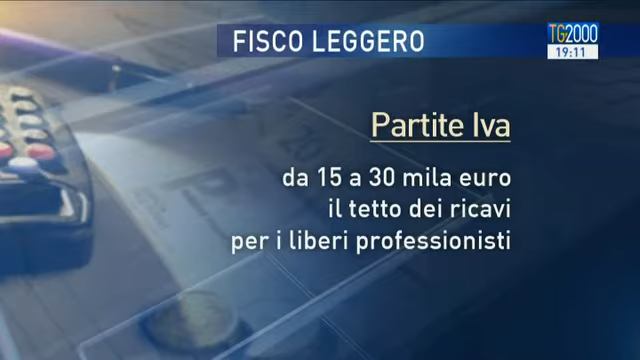 FISCO LEGGERO
TG2000
19:11
Partite Iva
da 15 a 30 mila euro
il tetto dei ricavi
per i liberi professionisti